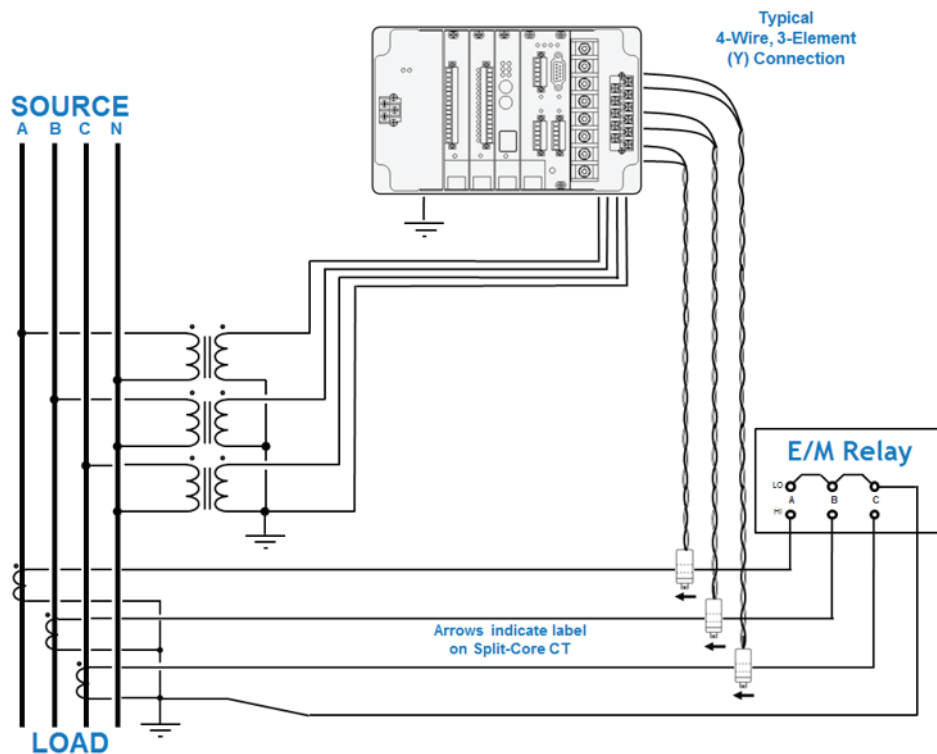 Typical
4-Wire, 3-Element
(Y) Connection
SOURCE
A B C N
E/M Relay
LO
A B C
HI
Arrows indicate label
on Split-Core CT
LOAD